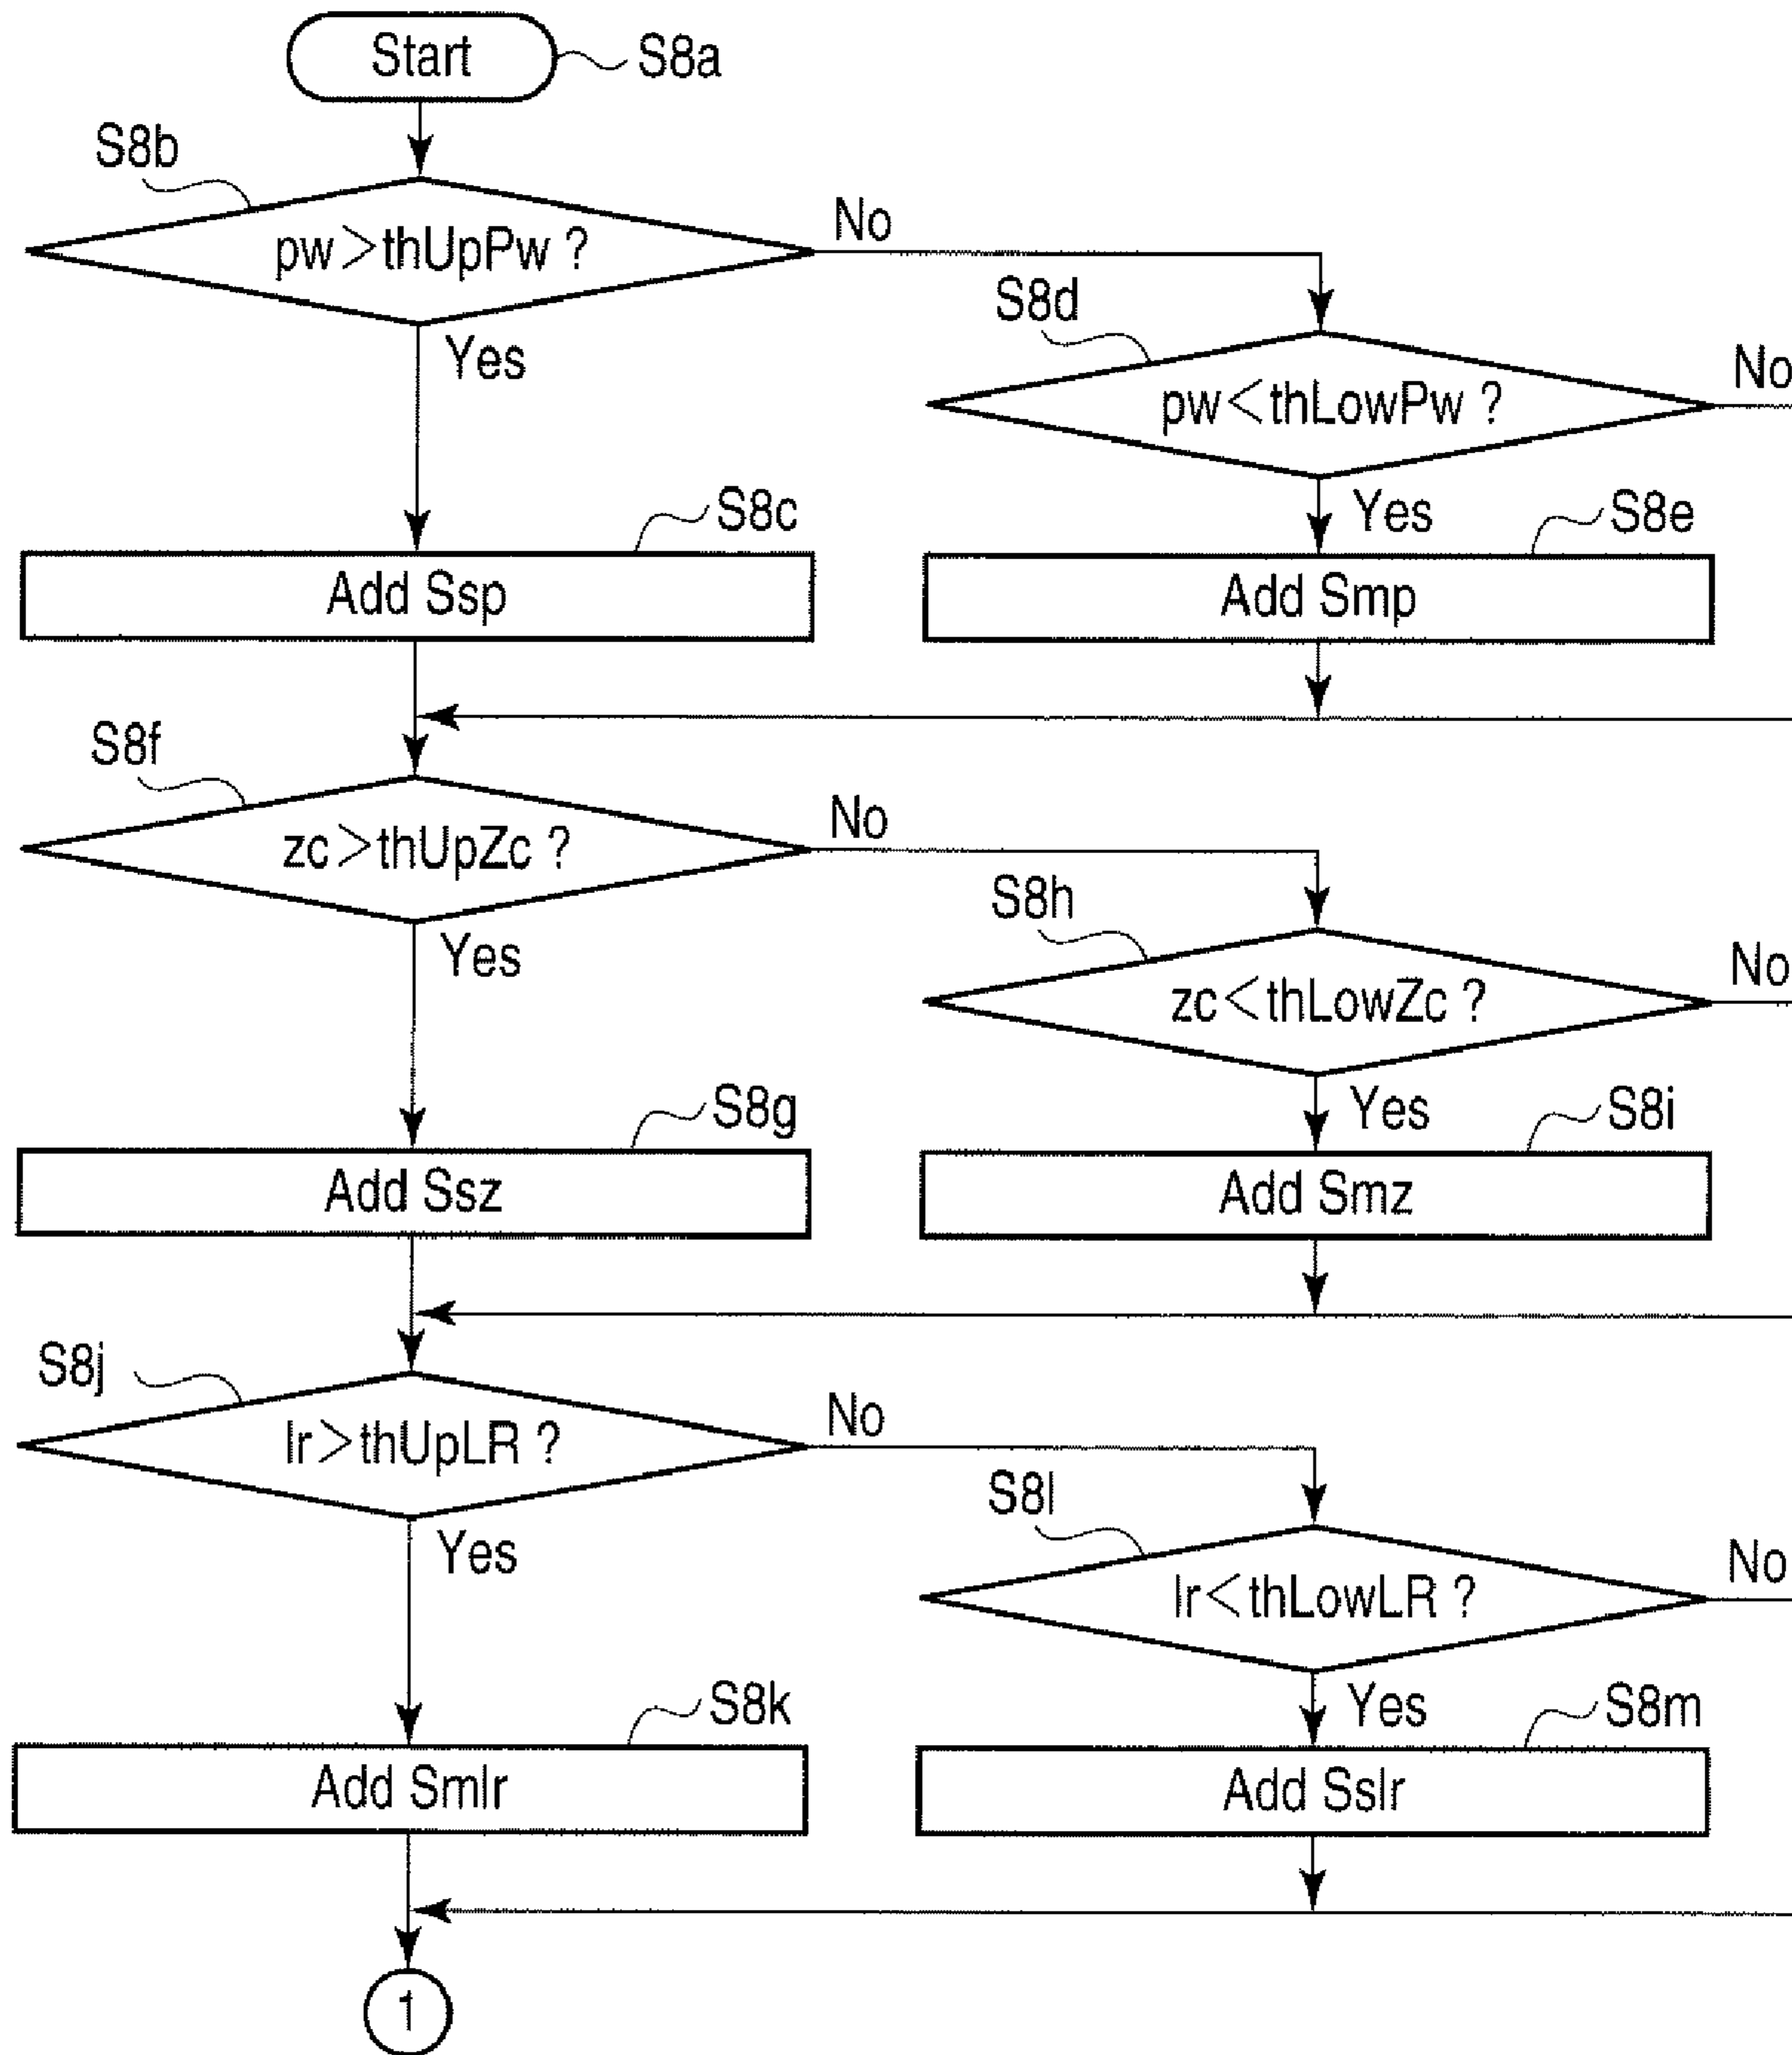 Start
S8a
S8b
pw>thUpPw ?
No
Yes
S8d
pw<thLowPw ?
No
Yes
S8c
Add Ssp
S8e
Add Smp
S8f
zc>thUpZc ?
No
Yes
S8h
zc<thLowZc ?
No
Yes
S8g
Add Ssz
S8i
Add Smz
S8j
lr>thUpLR ?
No
Yes
S8l
lr<thLowLR ?
No
Yes
S8k
Add Smlr
S8m
Add Sslr
1